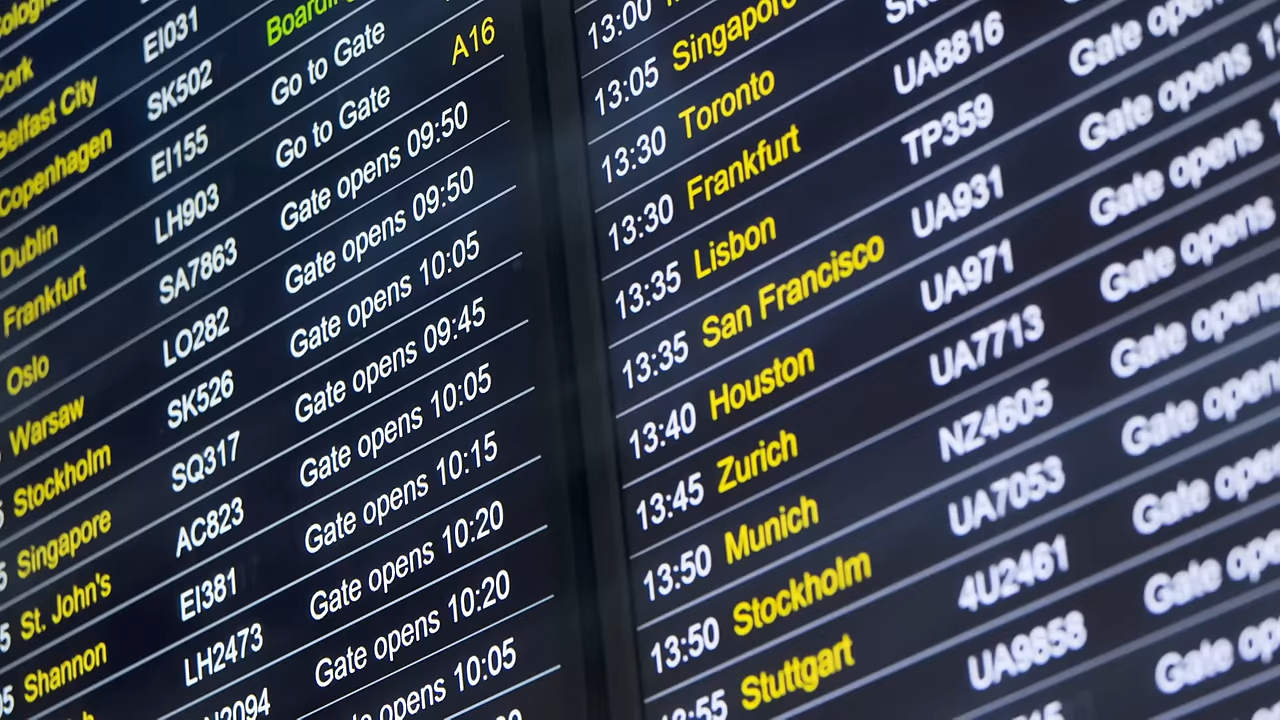 Cork
Belfast City EI031
Copenhagen SK502
Dublin EI155 Go to Gate
Frankfurt LH903 Go to Gate A16
Oslo SA7863 Gate opens 09:50
Warsaw LO282 Gate opens 09:50
Stockholm SK526 Gate opens 10:05
Singapore SQ317 Gate opens 09:45
St. John's AC823 Gate opens 10:05
Shannon EI381 Gate opens 10:15
LH2473 Gate opens 10:20
Gate opens 10:20
Gate opens 10:05
13:00
13:05 Singapore
13:30 Toronto
13:30 Frankfurt UA8816
13:35 Lisbon TP359 Gate opens
13:35 San Francisco UA931 Gate opens
13:40 Houston UA971 Gate opens
13:45 Zurich UA7713 Gate opens
13:50 Munich NZ4605 Gate opens
13:50 Stockholm UA7053 Gate opens
Stuttgart 4U2461 Gate
UA9858 Gate